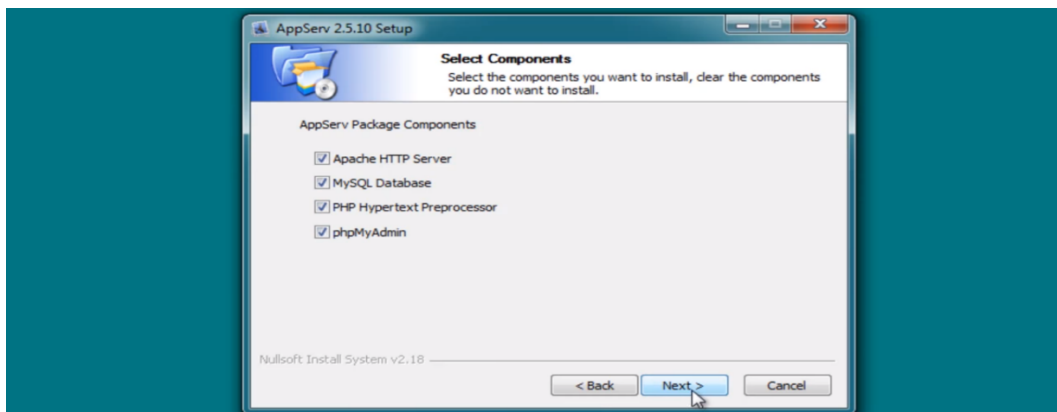 AppServ 2.5.10 Setup
Select Components
Select the components you want to install, clear the components
you do not want to install.
AppServ Package Components
Apache HTTP Server
MySQL Database
PHP Hypertext Preprocessor
phpMyAdmin
Nullsoft Install System v2.18
< Back
Next >
Cancel